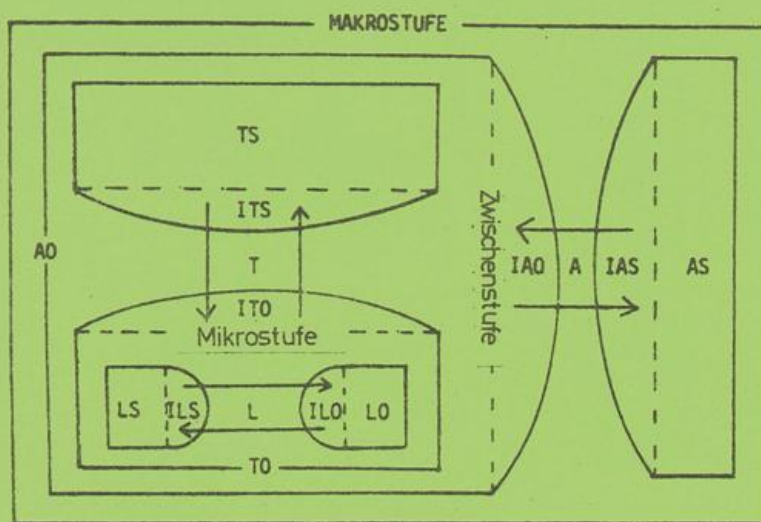 MAKROSTUFE
TS
ITS
AO
T
ITO
Mikrostufe
LS
ILS
L
ILO
LO
TO
Zwischenstufe
IAO
A
IAS
AS